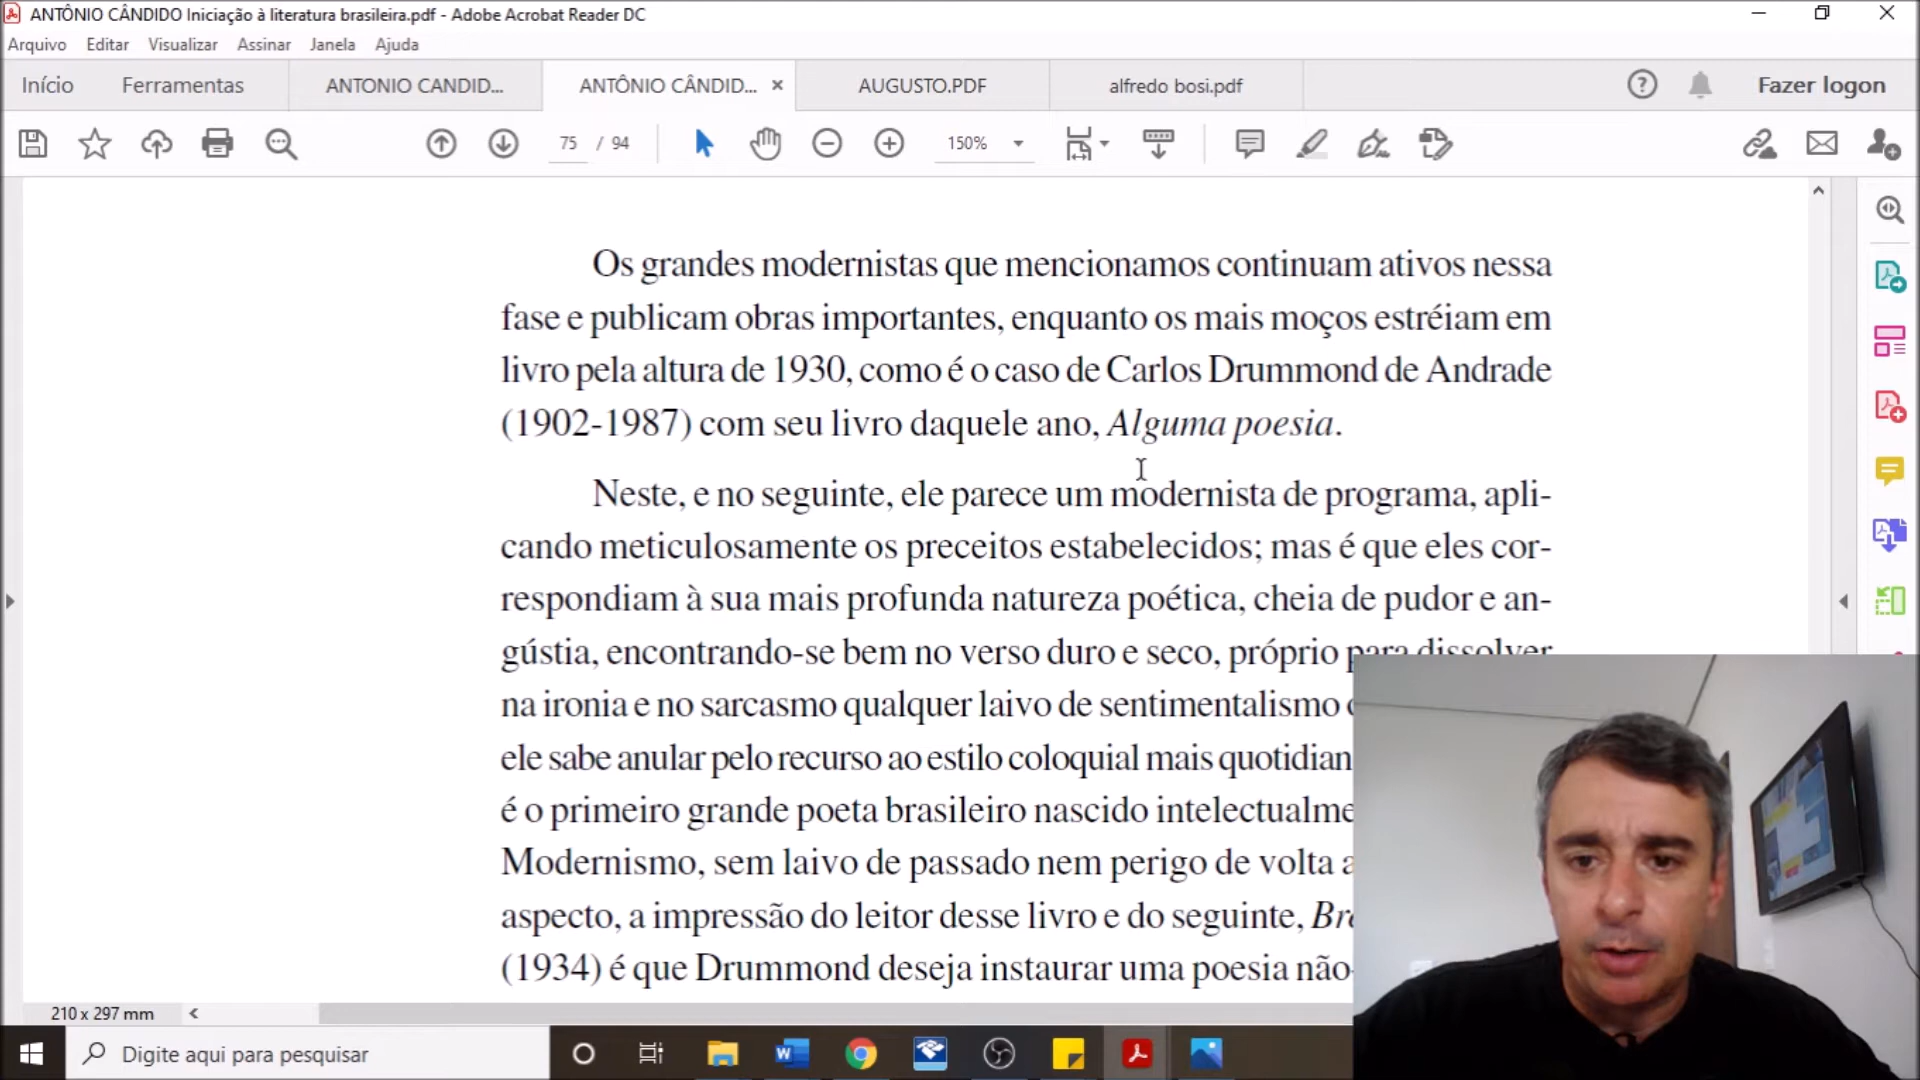 ANTÔNIO CÂNDIDO Iniciação à literatura brasileira.pdf - Adobe Acrobat Reader DC
Arquivo Editar Visualizar Assinar Janela Ajuda
Início Ferramentas ANTONIO CANDID... ANTÔNIO CÂNDID... × AUGUSTO.PDF alfredo bosi.pdf Fazer logon
75 / 94 150%
Os grandes modernistas que mencionamos continuam ativos nessa
fase e publicam obras importantes, enquanto os mais moços estréiam em
livro pela altura de 1930, como é o caso de Carlos Drummond de Andrade
(1902-1987) com seu livro daquele ano, Alguma poesia.
Neste, e no seguinte, ele parece um modernista de programa, apli-
cando meticulosamente os preceitos estabelecidos; mas é que eles cor-
respondiam à sua mais profunda natureza poética, cheia de pudor e an-
gústia, encontrando-se bem no verso duro e seco, próprio para dissolver
na ironia e no sarcasmo qualquer laivo de sentimentalismo
ele sabe anular pelo recurso ao estilo coloquial mais quotidian
é o primeiro grande poeta brasileiro nascido intelectualme
Modernismo, sem laivo de passado nem perigo de volta a
aspecto, a impressão do leitor desse livro e do seguinte, Bre
(1934) é que Drummond deseja instaurar uma poesia não-
210 x 297 mm
Digite aqui para pesquisar